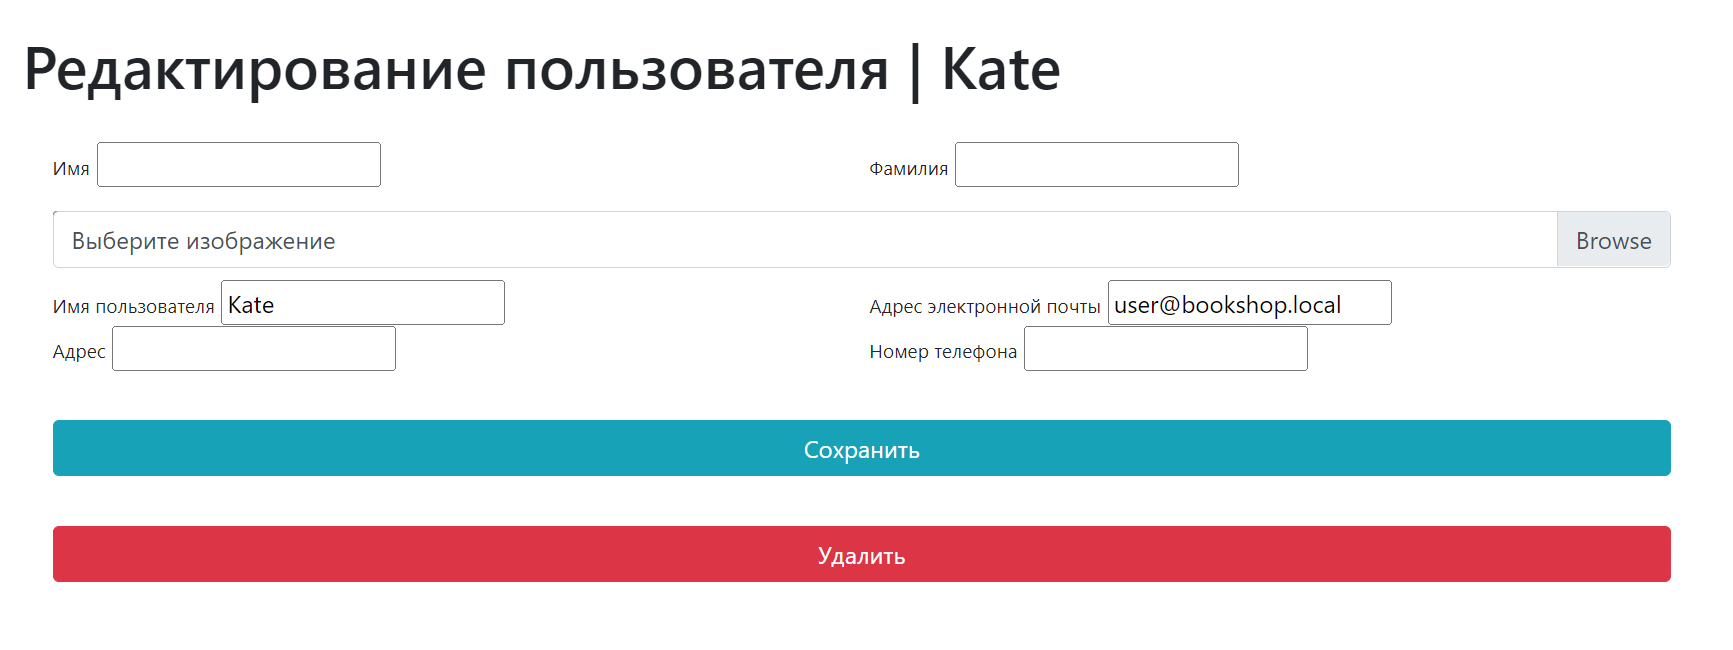 Редактирование пользователя | Kate
Имя Фамилия
Выберите изображение Browse
Имя пользователя Kate Адрес электронной почты user@bookshop.local
Адрес Номер телефона
Сохранить
Удалить